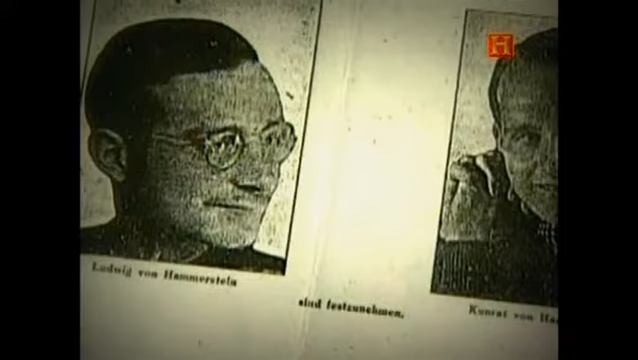 H
Ludwig von Hammerstein
sind festzunehmen.
Kunrat von Ha